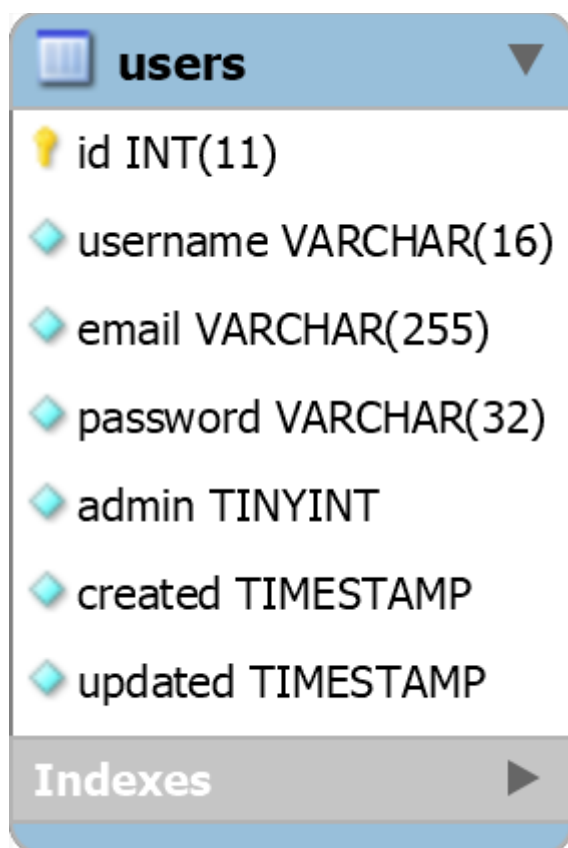 users
id INT(11)
username VARCHAR(16)
email VARCHAR(255)
password VARCHAR(32)
admin TINYINT
created TIMESTAMP
updated TIMESTAMP
Indexes